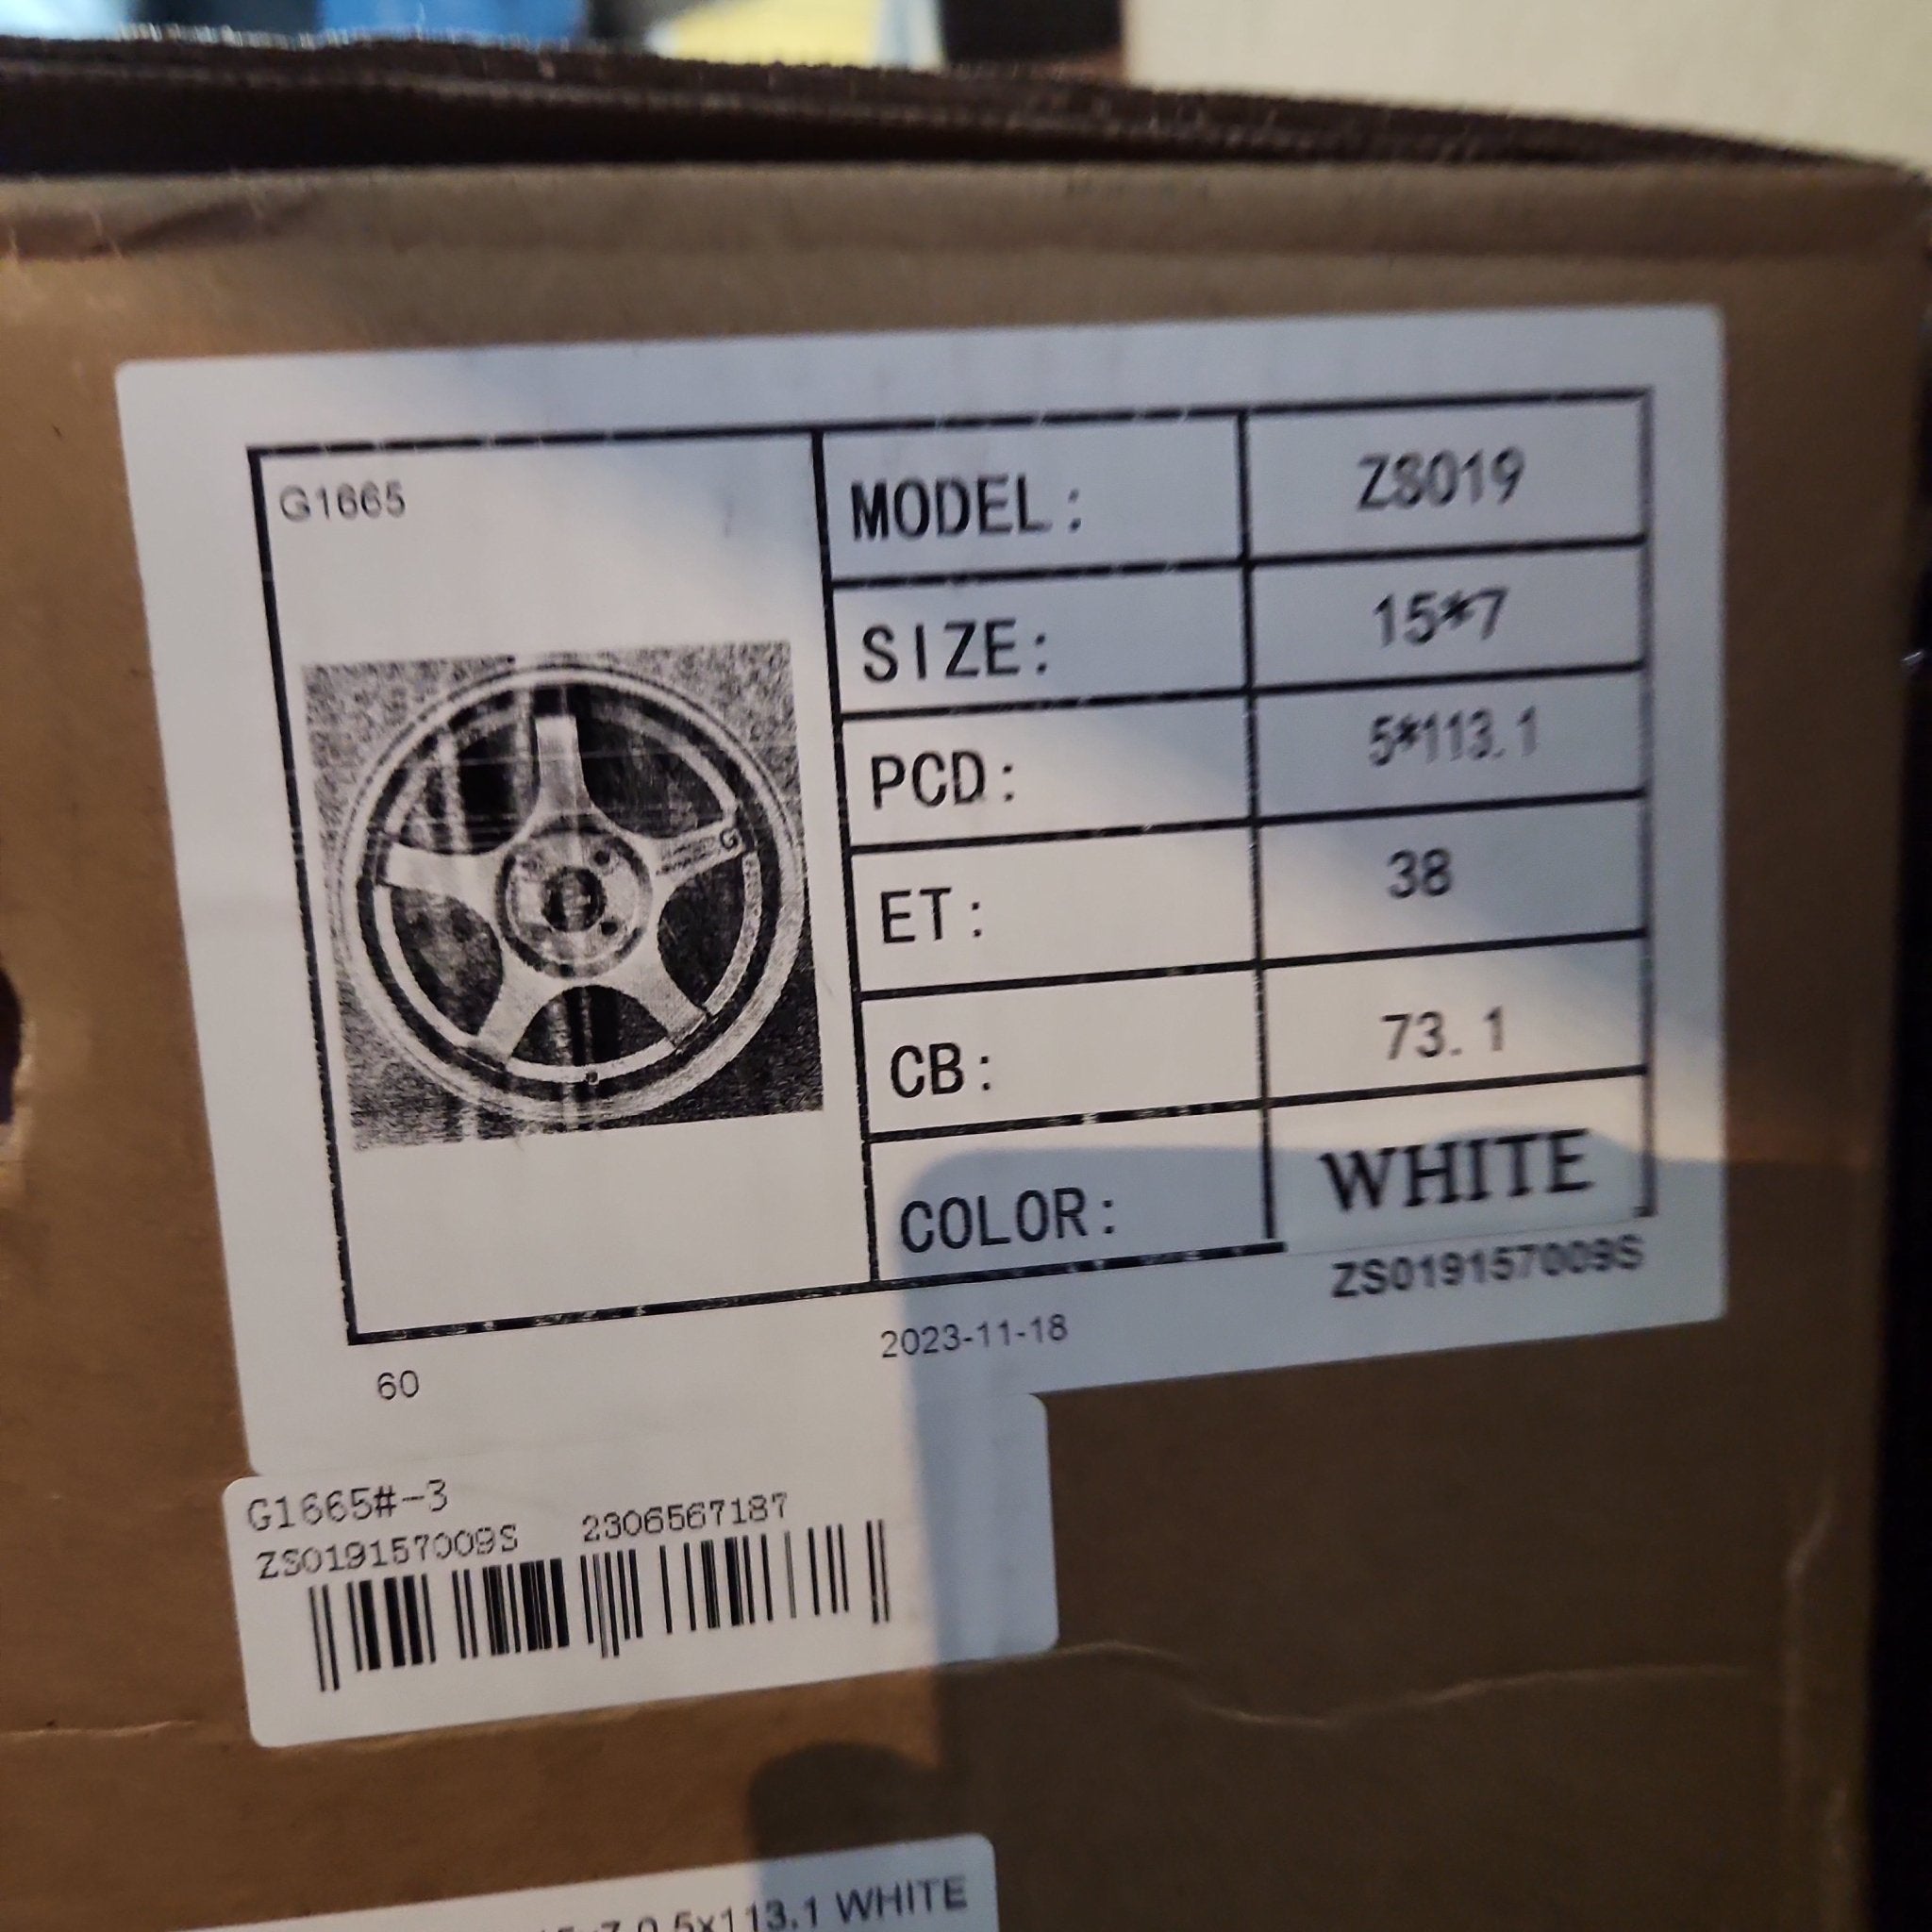 G1665
MODEL: ZS019
SIZE: 15*7
PCD: 5*113.1
ET: 38
CB: 73.1
COLOR: WHITE
ZS019157009S
60
2023-11-18
G1665#-3
ZS019157009S 2306567187
5x113.1 WHITE